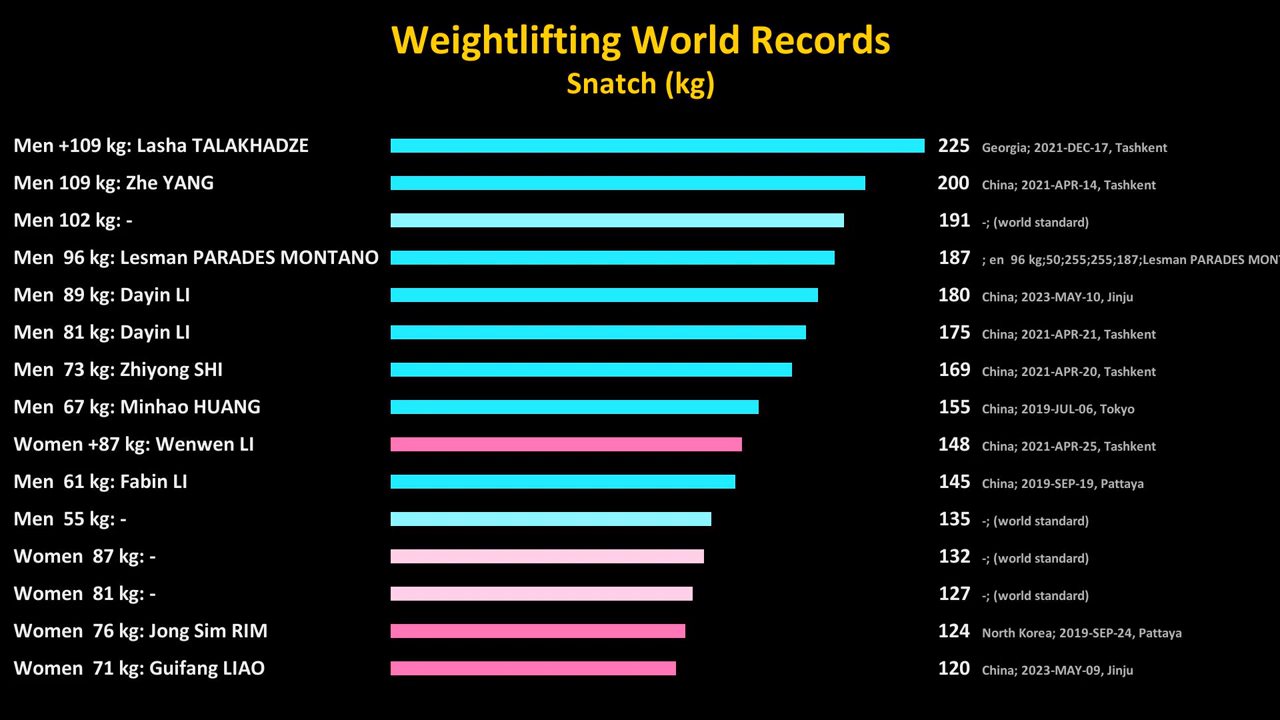 Weightlifting World Records
Snatch (kg)
Men +109 kg: Lasha TALAKHADZE 225 Georgia; 2021-DEC-17, Tashkent
Men 109 kg: Zhe YANG 200 China; 2021-APR-14, Tashkent
Men 102 kg: - 191 -; (world standard)
Men  96 kg: Lesman PARADES MONTANO 187 ; en  96 kg;50;255;255;187;Lesman PARADES MON
Men  89 kg: Dayin LI 180 China; 2023-MAY-10, Jinju
Men  81 kg: Dayin LI 175 China; 2021-APR-21, Tashkent
Men  73 kg: Zhiyong SHI 169 China; 2021-APR-20, Tashkent
Men  67 kg: Minhao HUANG 155 China; 2019-JUL-06, Tokyo
Women +87 kg: Wenwen LI 148 China; 2021-APR-25, Tashkent
Men  61 kg: Fabin LI 145 China; 2019-SEP-19, Pattaya
Men  55 kg: - 135 -; (world standard)
Women  87 kg: - 132 -; (world standard)
Women  81 kg: - 127 -; (world standard)
Women  76 kg: Jong Sim RIM 124 North Korea; 2019-SEP-24, Pattaya
Women  71 kg: Guifang LIAO 120 China; 2023-MAY-09, Jinju